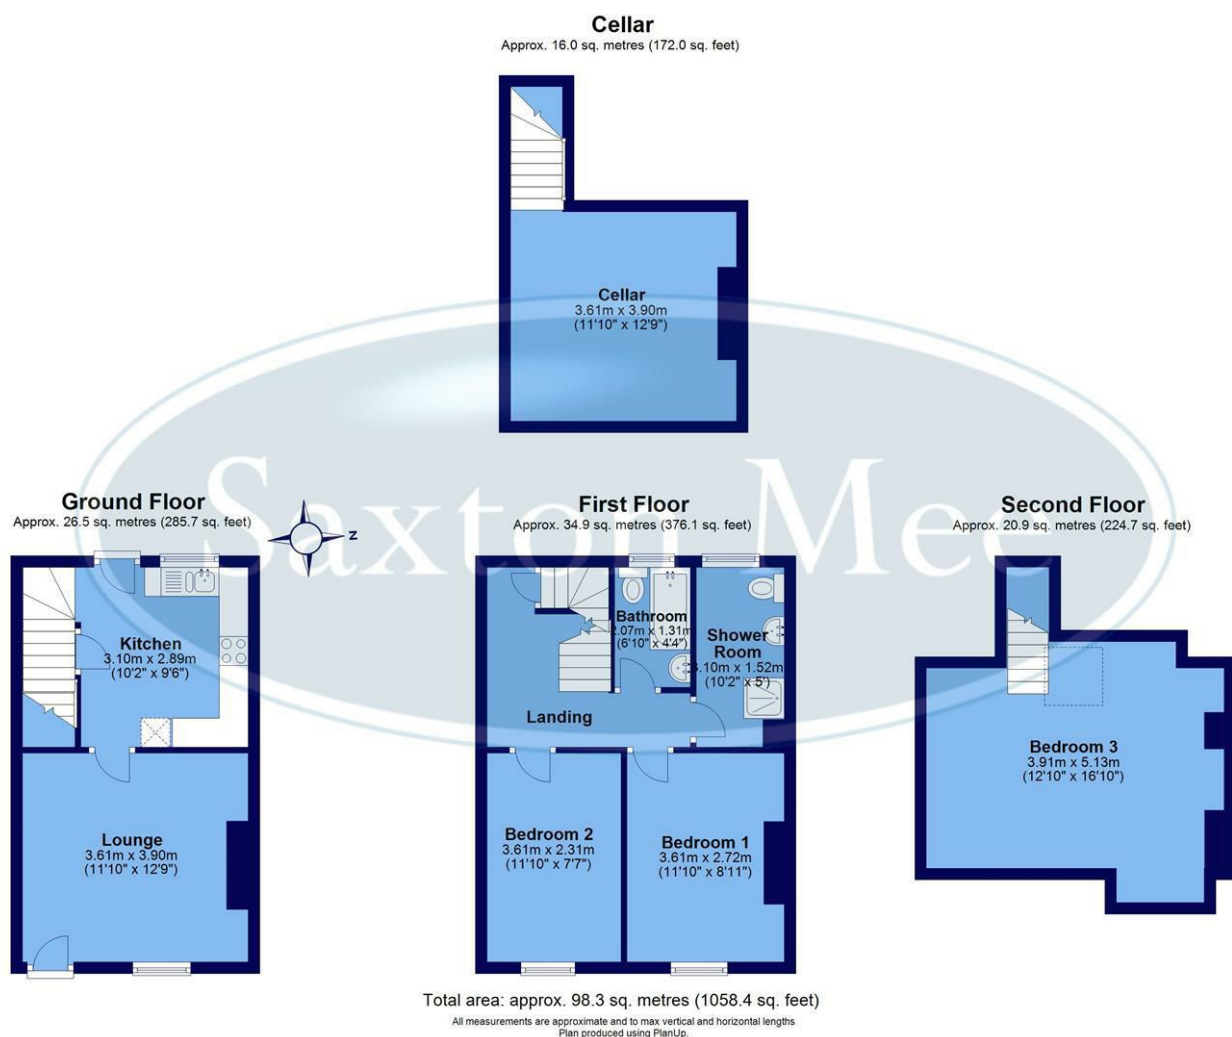 Cellar
Approx. 16.0 sq. metres (172.0 sq. feet)
Cellar
3.61m x 3.90m
(11'10" x 12'9")
Saxton Mee
Ground Floor
Approx. 26.5 sq. metres (285.7 sq. feet)
Z
Kitchen
3.10m x 2.89m
(10'2" x 9'6")
Lounge
3.61m x 3.90m
(11'10" x 12'9")
First Floor
Approx. 34.9 sq. metres (376.1 sq. feet)
Bathroom
2.07m x 1.31m
(6'10" x 4'4")
Shower
Room
3.10m x 1.52m
(10'2" x 5')
Landing
Bedroom 2
3.61m x 2.31m
(11'10" x 7'7")
Bedroom 1
3.61m x 2.72m
(11'10" x 8'11")
Second Floor
Approx. 20.9 sq. metres (224.7 sq. feet)
Bedroom 3
3.91m x 5.13m
(12'10" x 16'10")
Total area: approx. 98.3 sq. metres (1058.4 sq. feet)
All measurements are approximate and to max vertical and horizontal lengths
Plan produced using PlanUp.